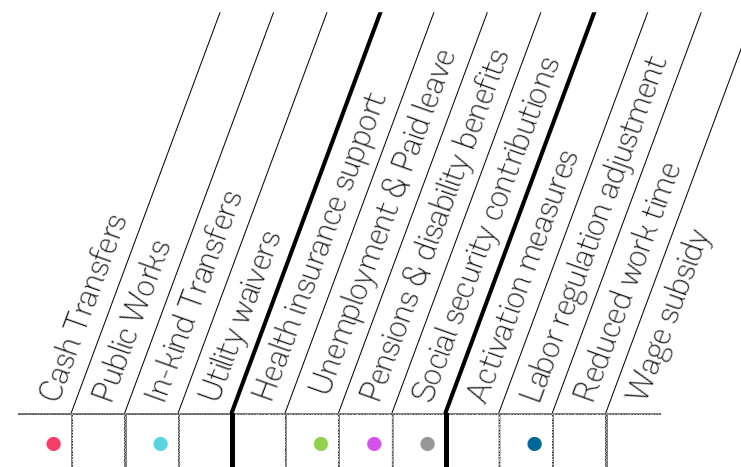 Cash Transfers
Public Works
In-kind Transfers
Utility waivers
Health insurance support
Unemployment & Paid leave
Pensions & disability benefits
Social security contributions
Activation measures
Labor regulation adjustment
Reduced work time
Wage subsidy